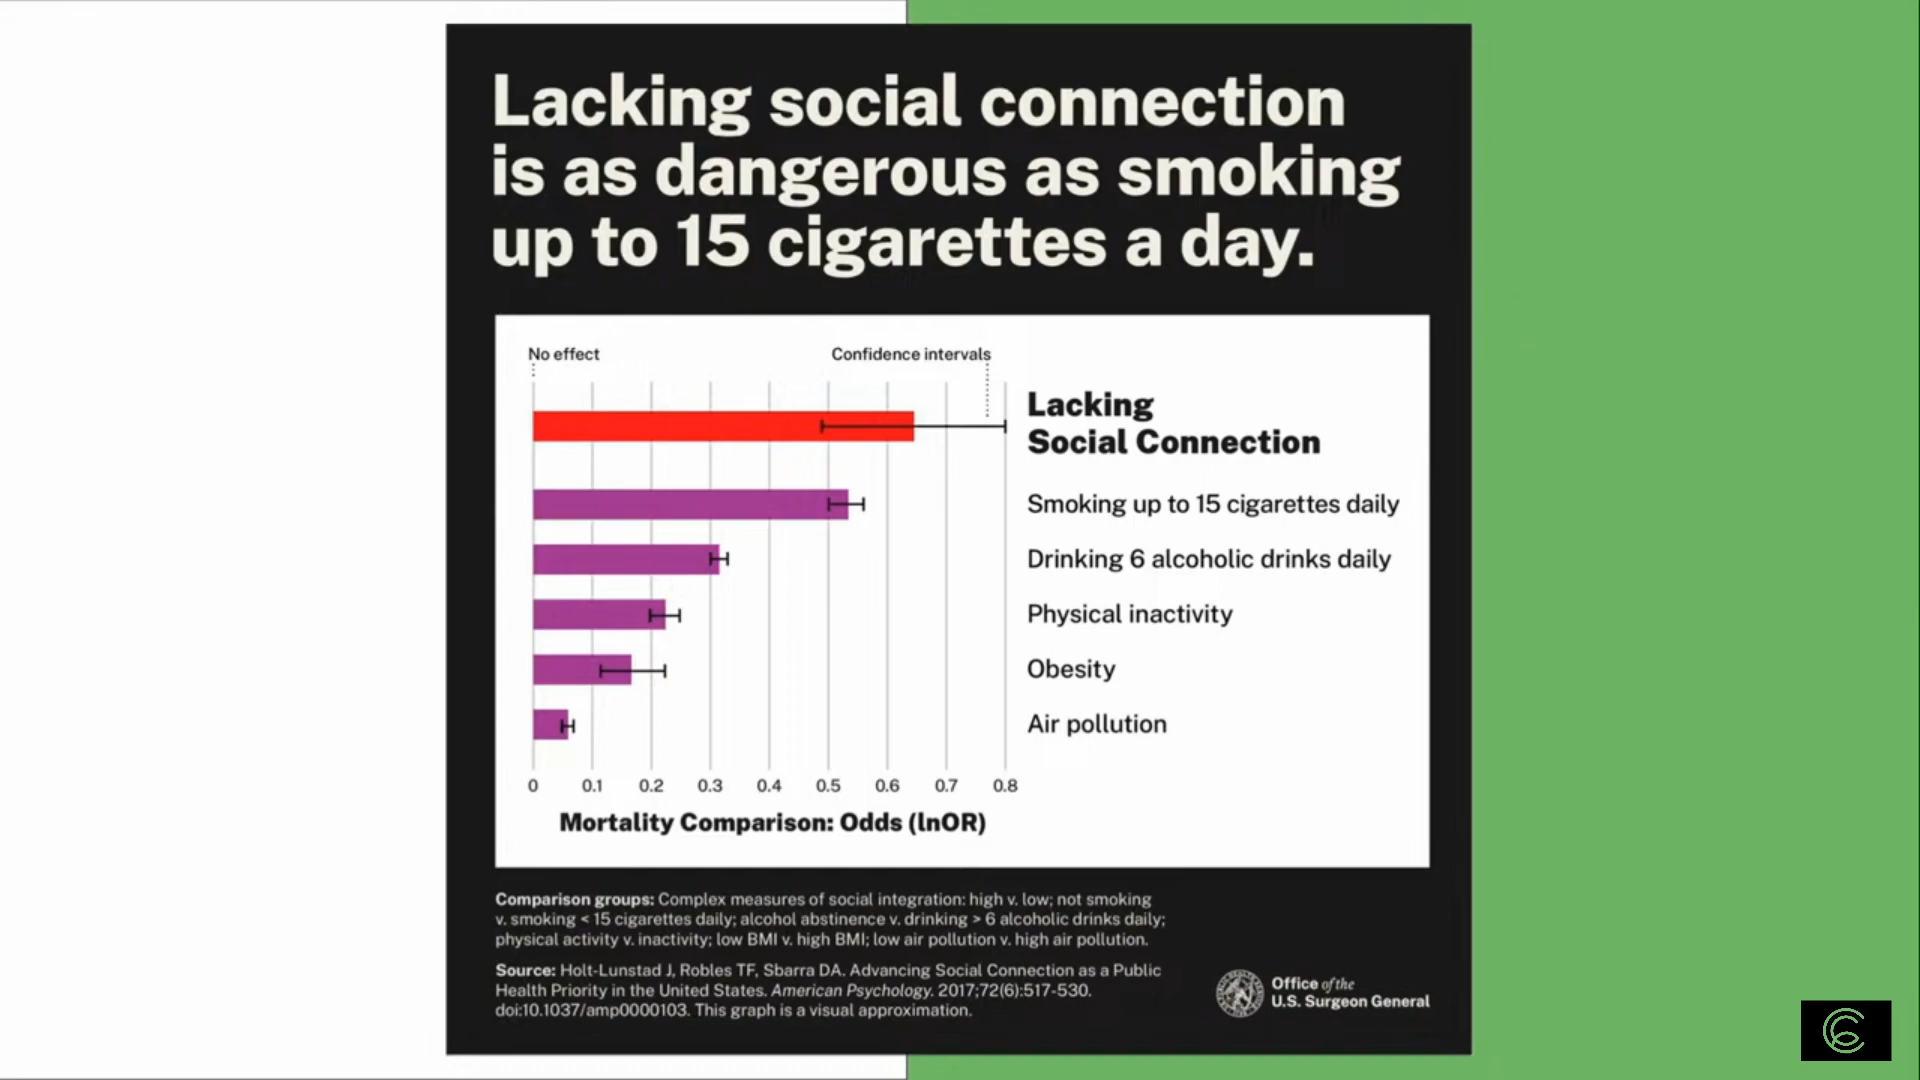 Lacking social connection
is as dangerous as smoking
up to 15 cigarettes a day.
No effect
Confidence intervals
Lacking
Social Connection
Smoking up to 15 cigarettes daily
Drinking 6 alcoholic drinks daily
Physical inactivity
Obesity
Air pollution
0 0.1 0.2 0.3 0.4 0.5 0.6 0.7 0.8
Mortality Comparison: Odds (lnOR)
Comparison groups: Complex measures of social integration: high v. low; not smoking
v. smoking < 15 cigarettes daily; alcohol abstinence v. drinking > 6 alcoholic drinks daily;
physical activity v. inactivity; low BMI v. high BMI; low air pollution v. high air pollution.
Source: Holt-Lunstad J, Robles TF, Sbarra DA. Advancing Social Connection as a Public
Health Priority in the United States. American Psychology. 2017;72(6):517-530.
doi:10.1037/amp0000103. This graph is a visual approximation.
Office of the
U.S. Surgeon General